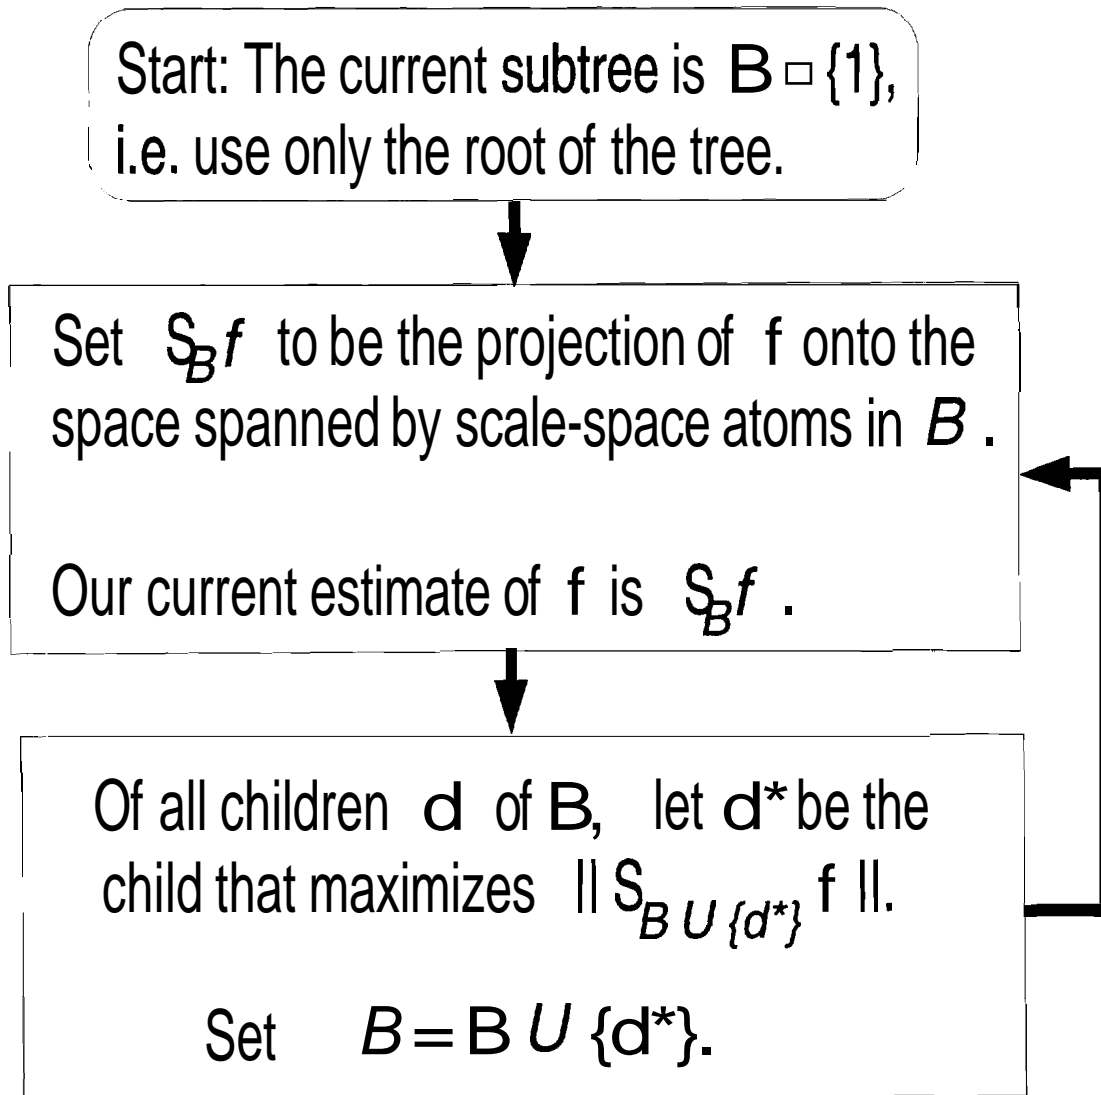 Start: The current subtree is B □ {1},
i.e. use only the root of the tree.
Set S_B f to be the projection of f onto the
space spanned by scale-space atoms in B .
Our current estimate of f is S_B f .
Of all children d of B, let d* be the
child that maximizes || S_{B U {d*}} f ||.
Set B = B U {d*}.